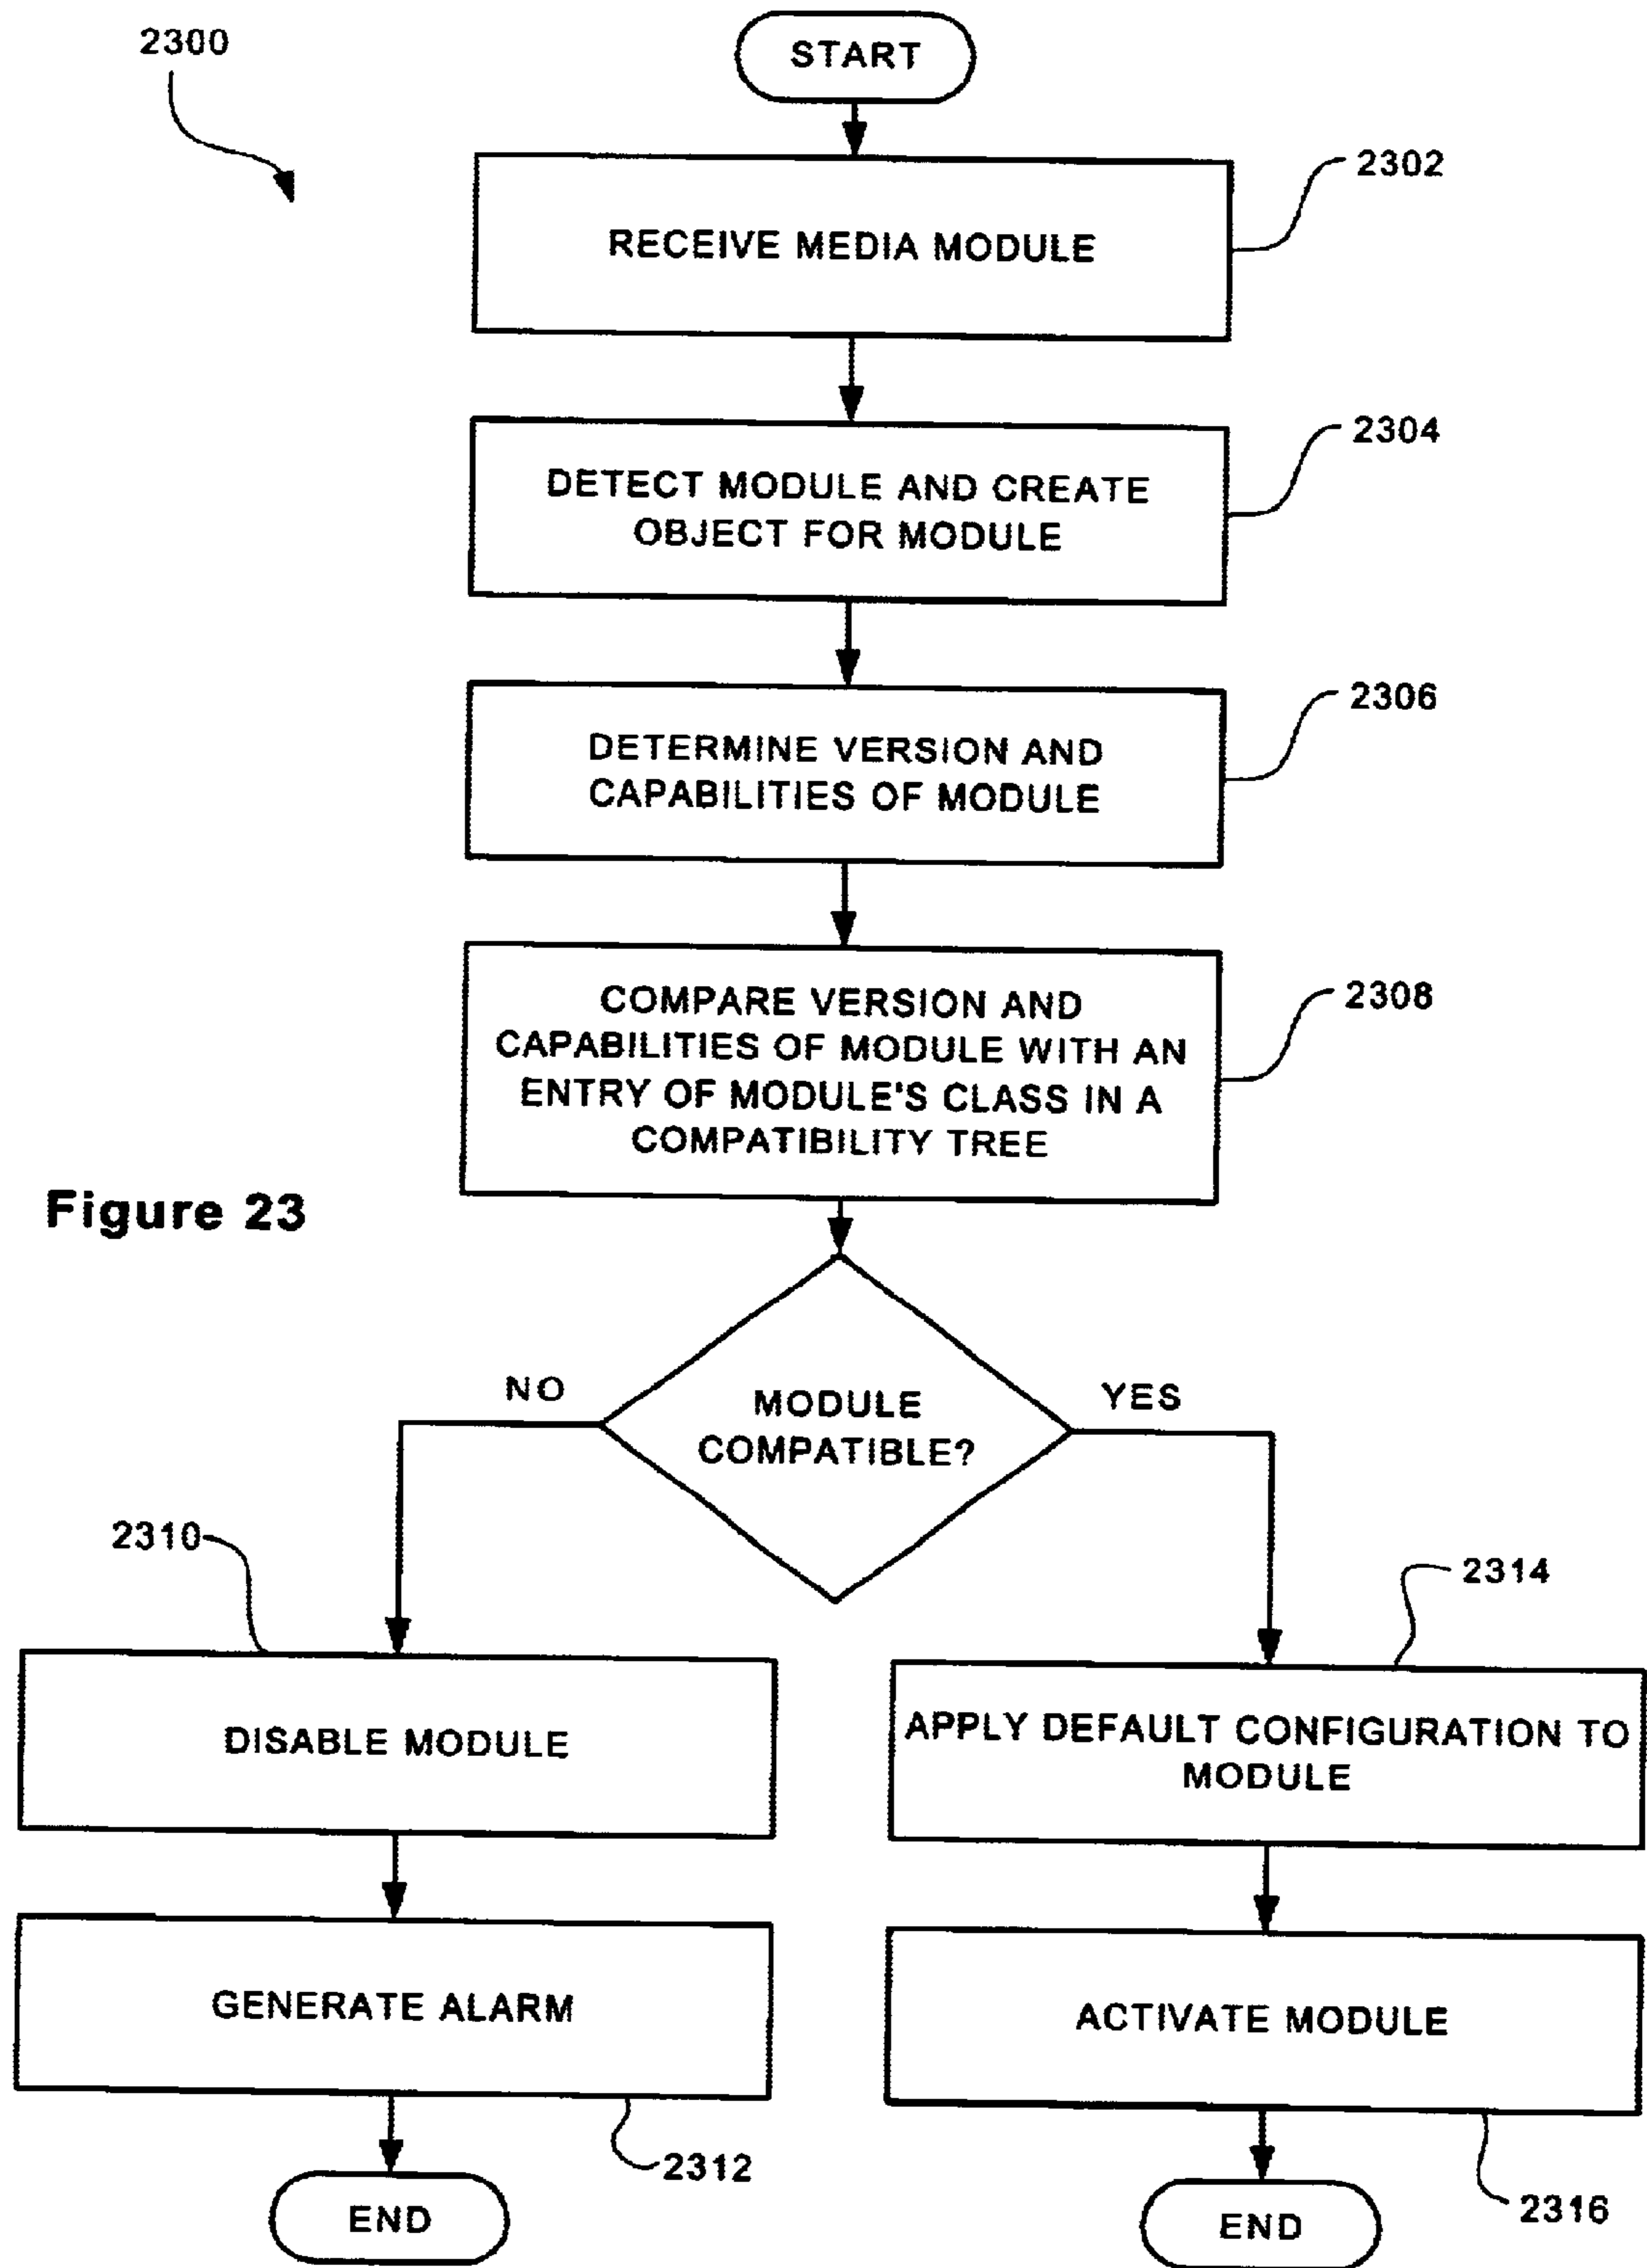 2300
START
2302
RECEIVE MEDIA MODULE
2304
DETECT MODULE AND CREATE
OBJECT FOR MODULE
2306
DETERMINE VERSION AND
CAPABILITIES OF MODULE
2308
COMPARE VERSION AND
CAPABILITIES OF MODULE WITH AN
ENTRY OF MODULE'S CLASS IN A
COMPATIBILITY TREE
Figure 23
NO
YES
MODULE
COMPATIBLE?
2310
2314
DISABLE MODULE
APPLY DEFAULT CONFIGURATION TO
MODULE
GENERATE ALARM
ACTIVATE MODULE
2312
2316
END
END